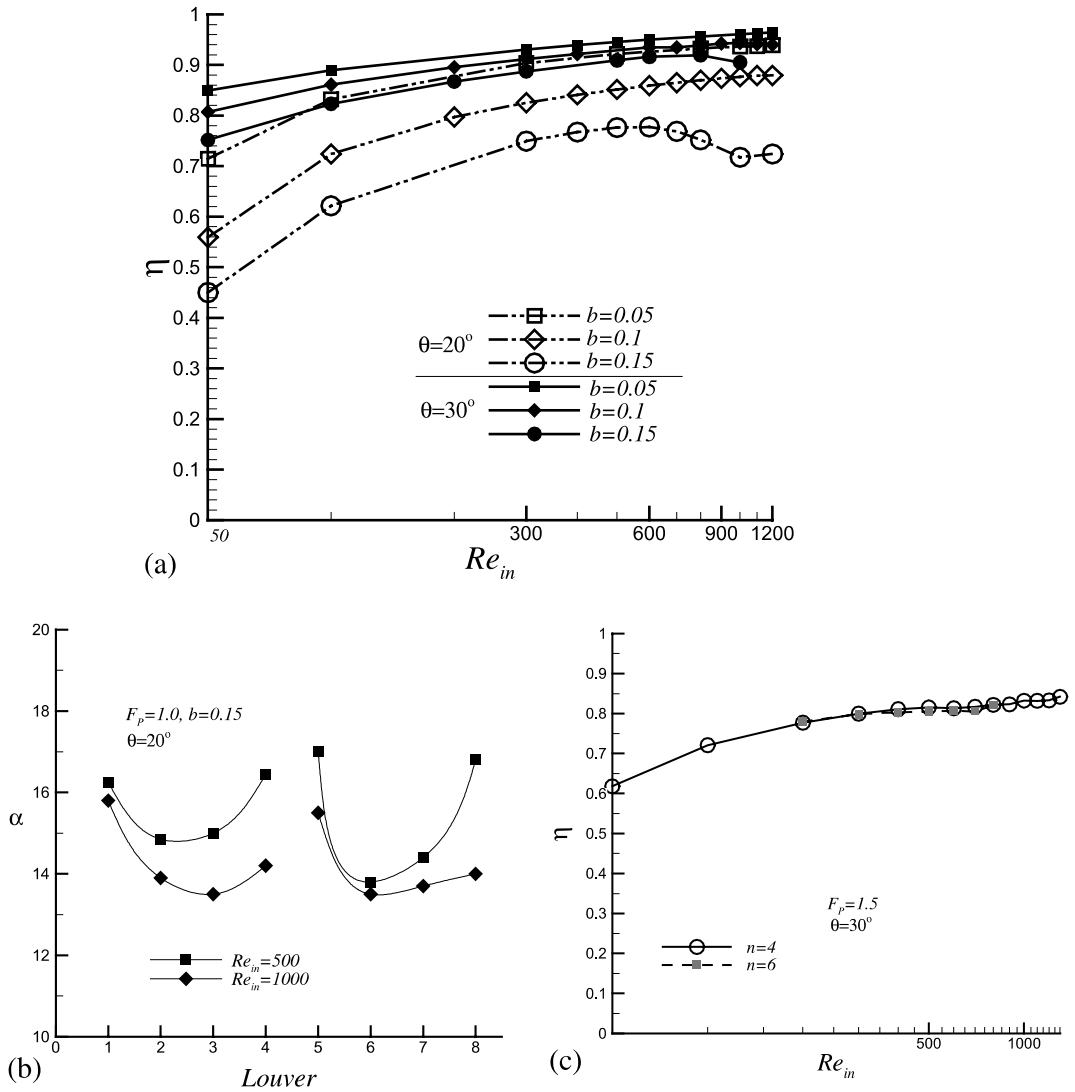 1
0.9
0.8
0.7
0.6
0.5
0.4
0.3
0.2
0.1
0
η
b=0.05
θ=20° b=0.1
b=0.15
b=0.05
θ=30° b=0.1
b=0.15
50 300 600 900 1200
(a) Re_in
20
18
16
14
12
10
α
F_P=1.0, b=0.15
θ=20°
Re_in=500
Re_in=1000
0 1 2 3 4 5 6 7 8
(b) Louver
1
0.9
0.8
0.7
0.6
0.5
0.4
0.3
0.2
0.1
0
η
F_P=1.5
θ=30°
n=4
n=6
500 1000
(c) Re_in